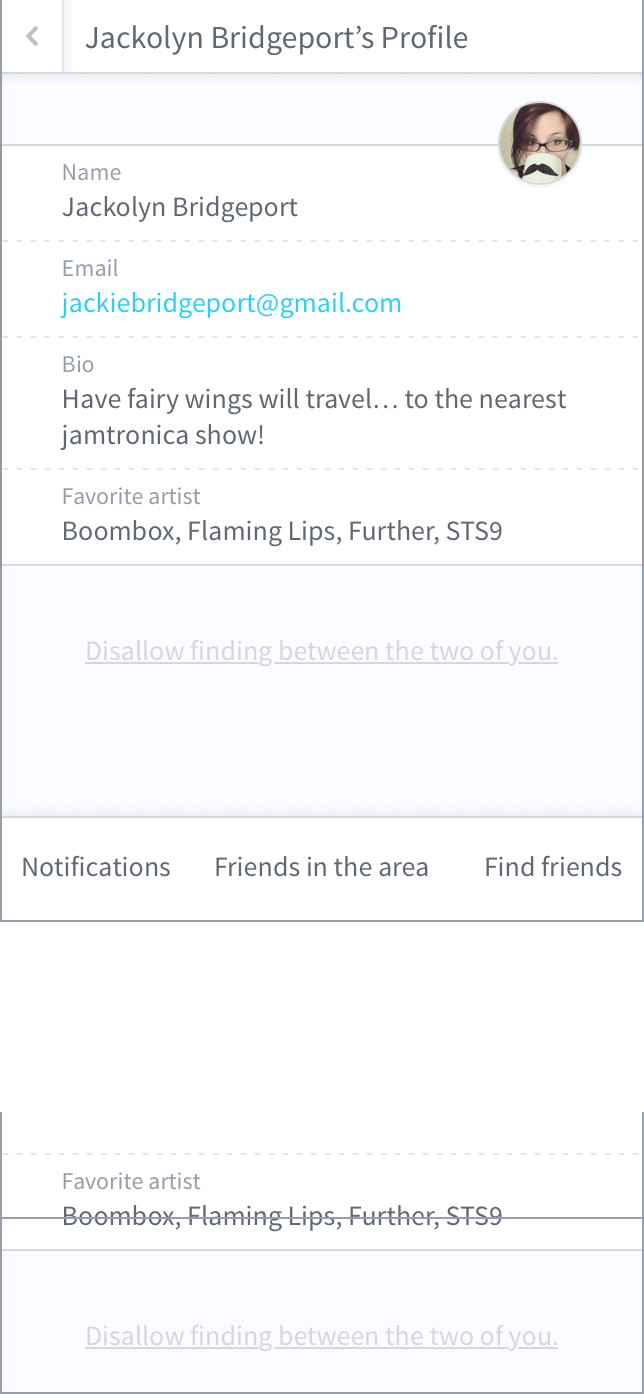 Jackolyn Bridgeport’s Profile
Name
Jackolyn Bridgeport
Email
jackiebridgeport@gmail.com
Bio
Have fairy wings will travel… to the nearest
jamtronica show!
Favorite artist
Boombox, Flaming Lips, Further, STS9
Disallow finding between the two of you.
Notifications Friends in the area Find friends
Favorite artist
Boombox, Flaming Lips, Further, STS9
Disallow finding between the two of you.